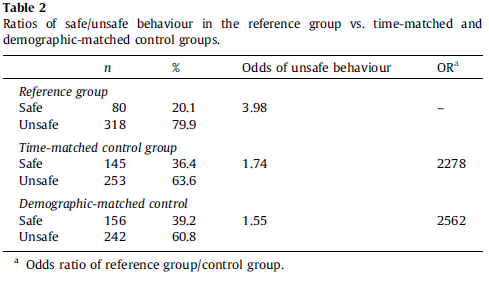 Table 2
Ratios of safe/unsafe behaviour in the reference group vs. time-matched and
demographic-matched control groups.
n % Odds of unsafe behaviour ORa
Reference group
Safe 80 20.1 3.98 –
Unsafe 318 79.9
Time-matched control group
Safe 145 36.4 1.74 2278
Unsafe 253 63.6
Demographic-matched control
Safe 156 39.2 1.55 2562
Unsafe 242 60.8
a Odds ratio of reference group/control group.